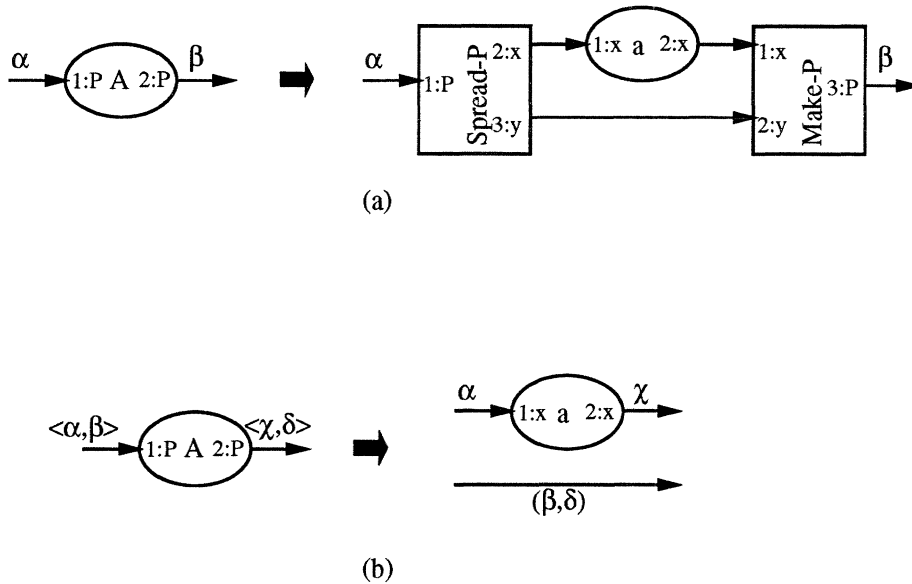 α
1:P A 2:P
β
α
1:P
Spread-P
2:x
3:y
1:x a 2:x
1:x
2:y
Make-P
3:P
β
(a)
<α,β>
1:P A 2:P
<χ,δ>
α
1:x a 2:x
χ
(β,δ)
(b)